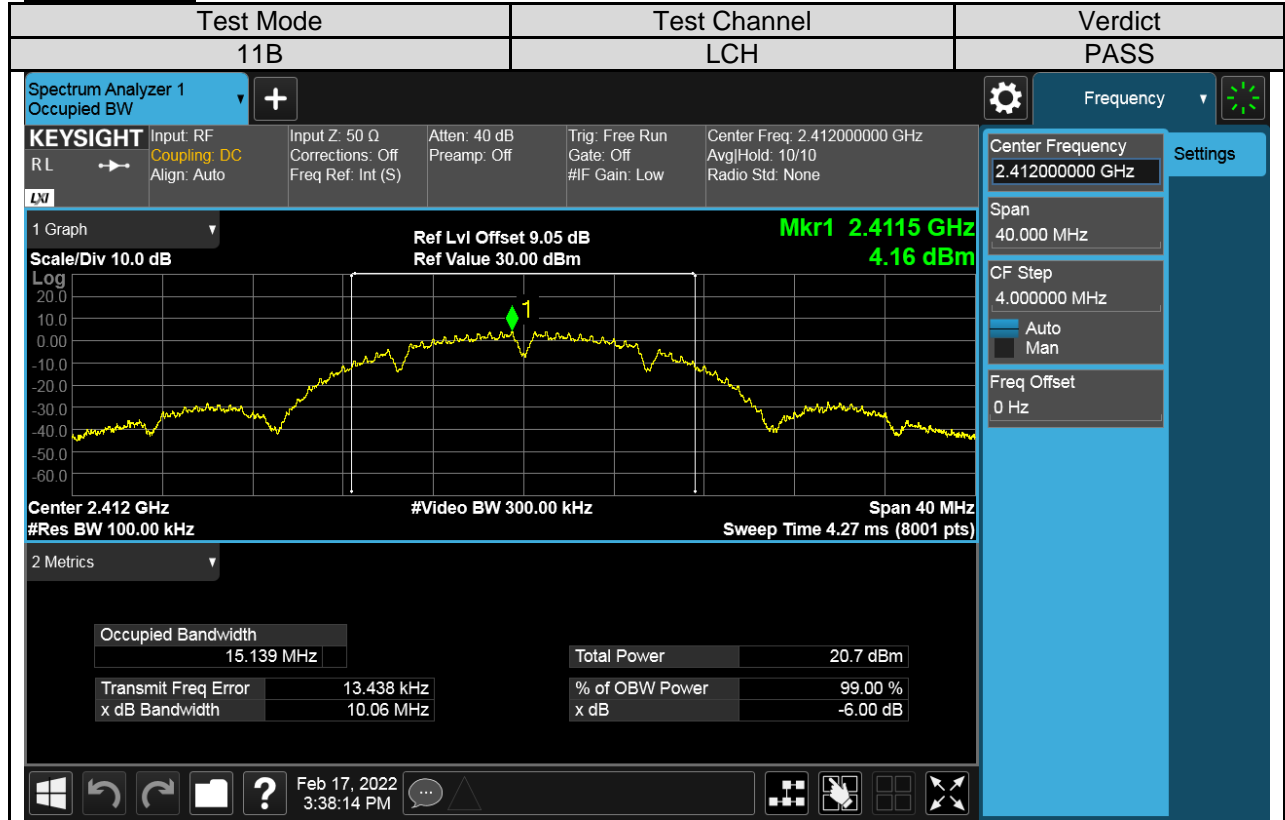 Test Mode Test Channel Verdict
11B LCH PASS
Spectrum Analyzer 1
Occupied BW
Frequency
KEYSIGHT
R L
LXI
Input: RF
Coupling: DC
Align: Auto
Input Z: 50 Ω
Corrections: Off
Freq Ref: Int (S)
Atten: 40 dB
Preamp: Off
Trig: Free Run
Gate: Off
#IF Gain: Low
Center Freq: 2.412000000 GHz
Avg|Hold: 10/10
Radio Std: None
Center Frequency
2.412000000 GHz
Settings
Span
40.000 MHz
CF Step
4.000000 MHz
Auto
Man
Freq Offset
0 Hz
1 Graph
Scale/Div 10.0 dB
Ref Lvl Offset 9.05 dB
Ref Value 30.00 dBm
Mkr1 2.4115 GHz
4.16 dBm
Log
20.0
10.0
0.00
-10.0
-20.0
-30.0
-40.0
-50.0
-60.0
1
Center 2.412 GHz
#Res BW 100.00 kHz
#Video BW 300.00 kHz
Span 40 MHz
Sweep Time 4.27 ms (8001 pts)
2 Metrics
Occupied Bandwidth
15.139 MHz
Total Power 20.7 dBm
Transmit Freq Error 13.438 kHz
x dB Bandwidth 10.06 MHz
% of OBW Power 99.00 %
x dB -6.00 dB
?
Feb 17, 2022
3:38:14 PM